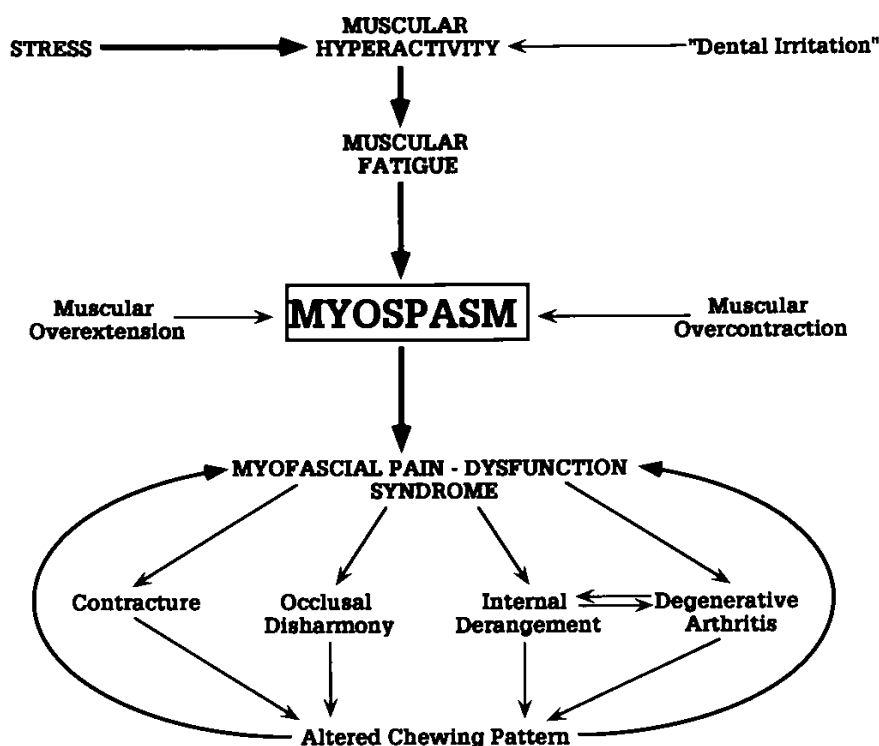 MUSCULAR
HYPERACTIVITY
STRESS
"Dental Irritation"
MUSCULAR
FATIGUE
Muscular
Overextension
MYOSPASM
Muscular
Overcontraction
MYOFASCIAL PAIN - DYSFUNCTION
SYNDROME
Contracture
Occlusal
Disharmony
Internal
Derangement
Degenerative
Arthritis
Altered Chewing Pattern